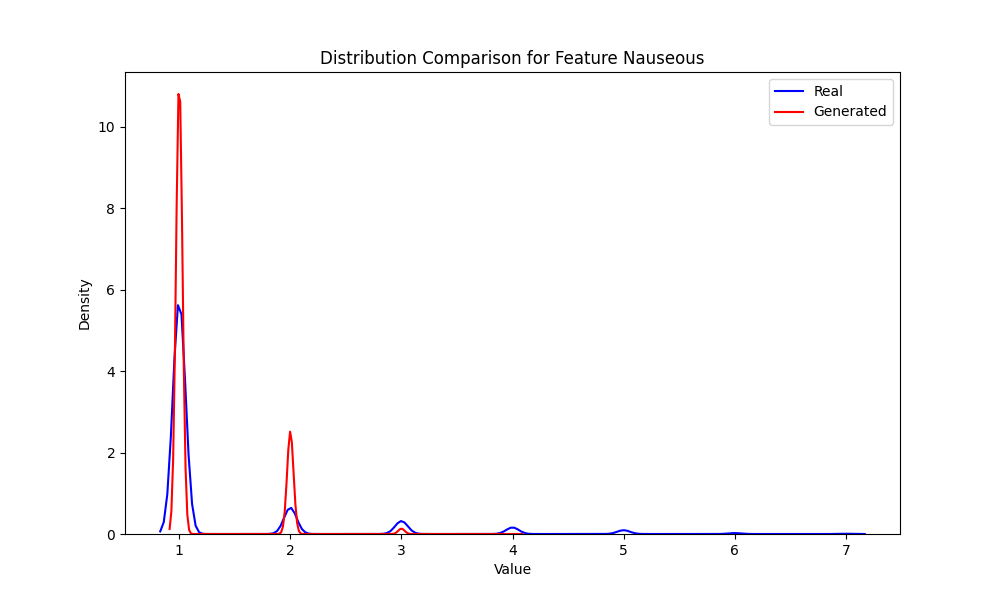 Distribution Comparison for Feature Nauseous
Real
Generated
Density
10
8
6
4
2
0
1 2 3 4 5 6 7
Value